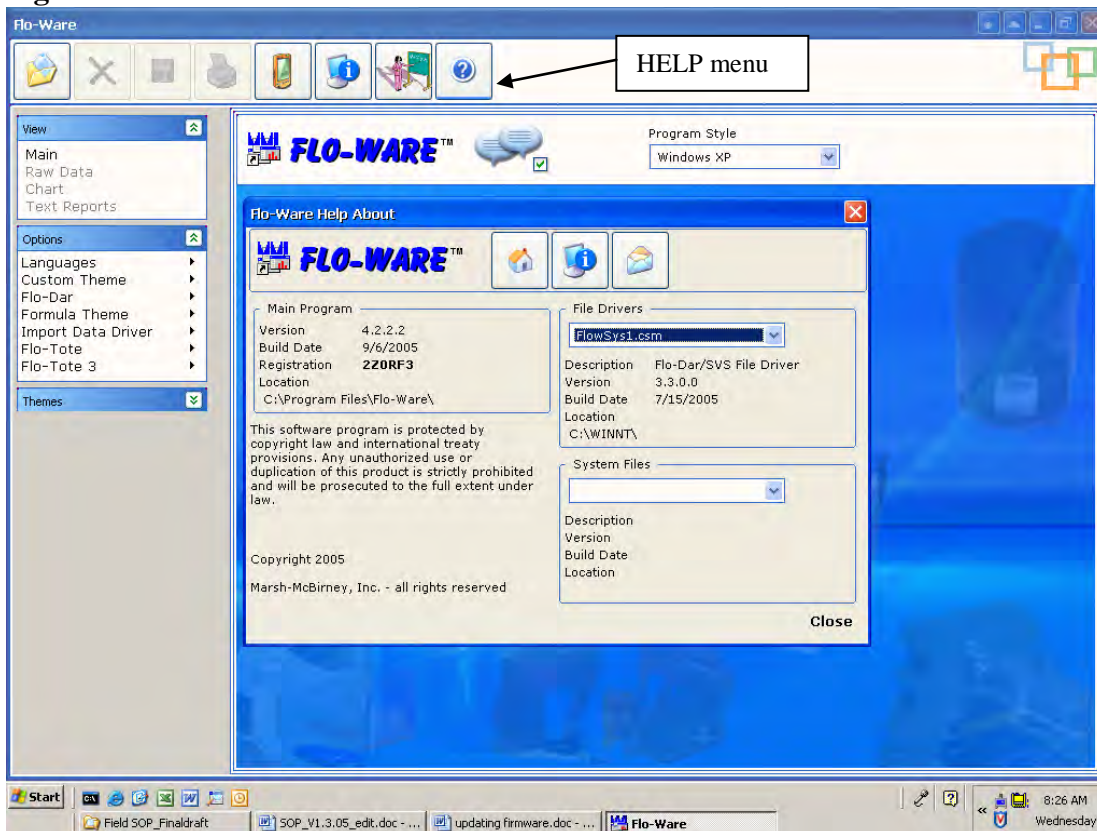 Flo-Ware
HELP menu
View
Main
Raw Data
Chart
Text Reports
Options
Languages
Custom Theme
Flo-Dar
Formula Theme
Import Data Driver
Flo-Tote
Flo-Tote 3
Themes
FLO-WARE™
Program Style
Windows XP
Flo-Ware Help About
FLO-WARE™
Main Program
Version 4.2.2.2
Build Date 9/6/2005
Registration 2Z0RF3
Location
C:\Program Files\Flo-Ware\
This software program is protected by
copyright law and international treaty
provisions. Any unauthorized use or
duplication of this product is strictly prohibited
and will be prosecuted to the full extent under
law.
Copyright 2005
Marsh-McBirney, Inc. - all rights reserved
File Drivers
FlowSys1.csm
Description Flo-Dar/SVS File Driver
Version 3.3.0.0
Build Date 7/15/2005
Location
C:\WINNT\
System Files
Description
Version
Build Date
Location
Close
Start
8:26 AM
Field SOP_Finaldraft
SOP_V1.3.05_edit.doc - ...
updating firmware.doc - ...
Flo-Ware
Wednesday